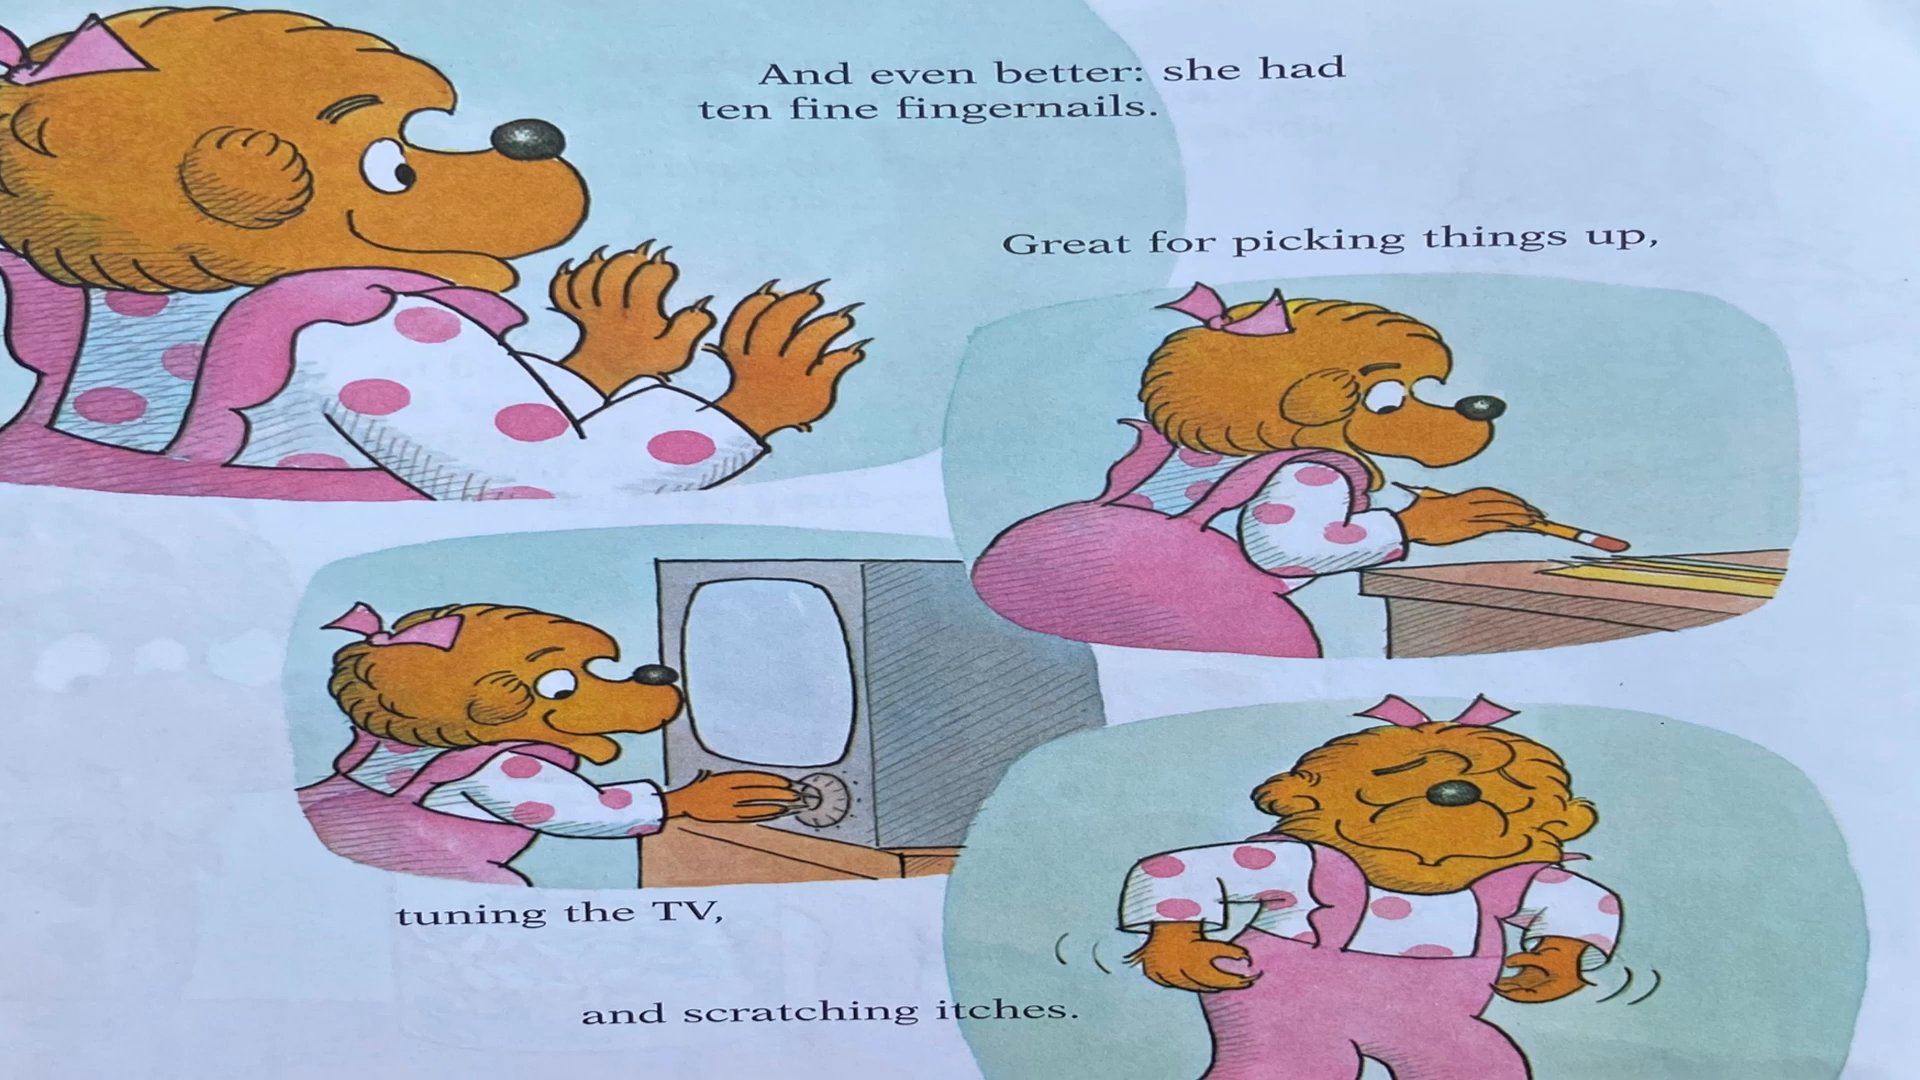 And even better: she had
ten fine fingernails.
Great for picking things up,
tuning the TV,
and scratching itches.